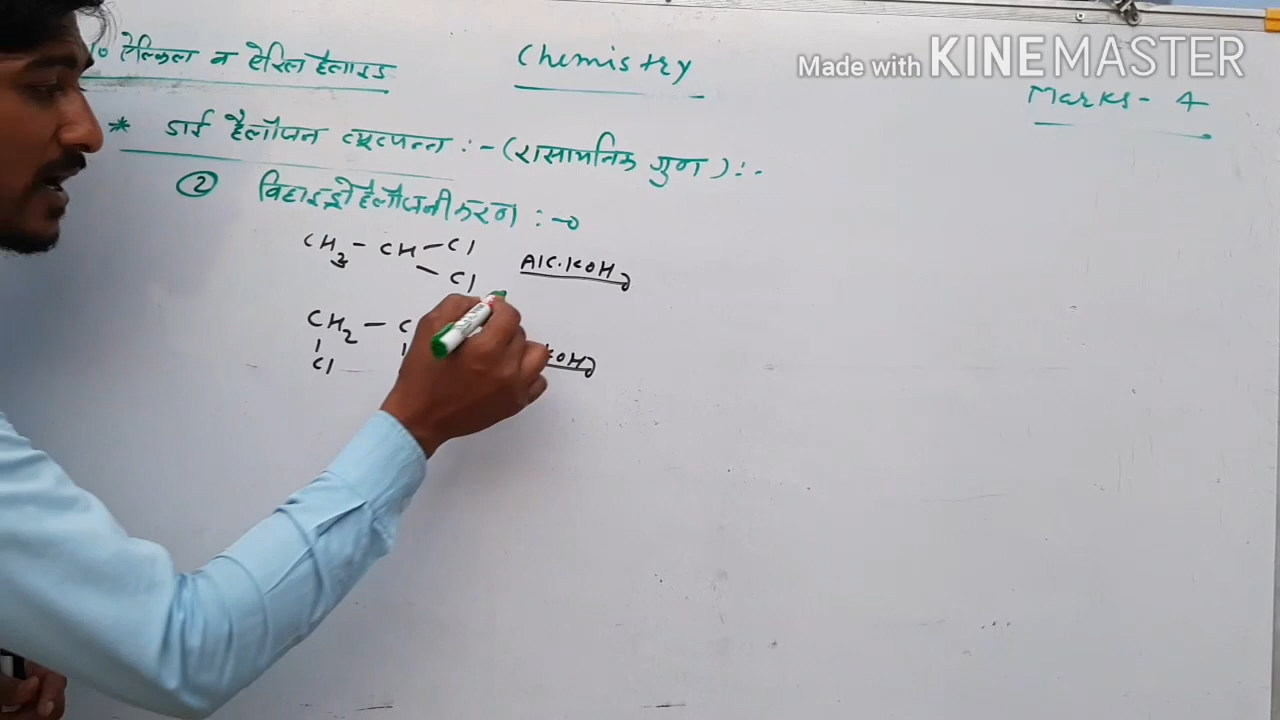 ऐल्किल व ऐरिल हैलाइड
Chemistry
Made with KINEMASTER
Marks - 4
* डाई हैलोजन व्युत्पन्न :- (रासायनिक गुण) :-
② विहाइड्रोहैलोजनीकरण :→
CH3 - CH - Cl
Cl
Alc. KOH
CH2 - C
Cl
KOH